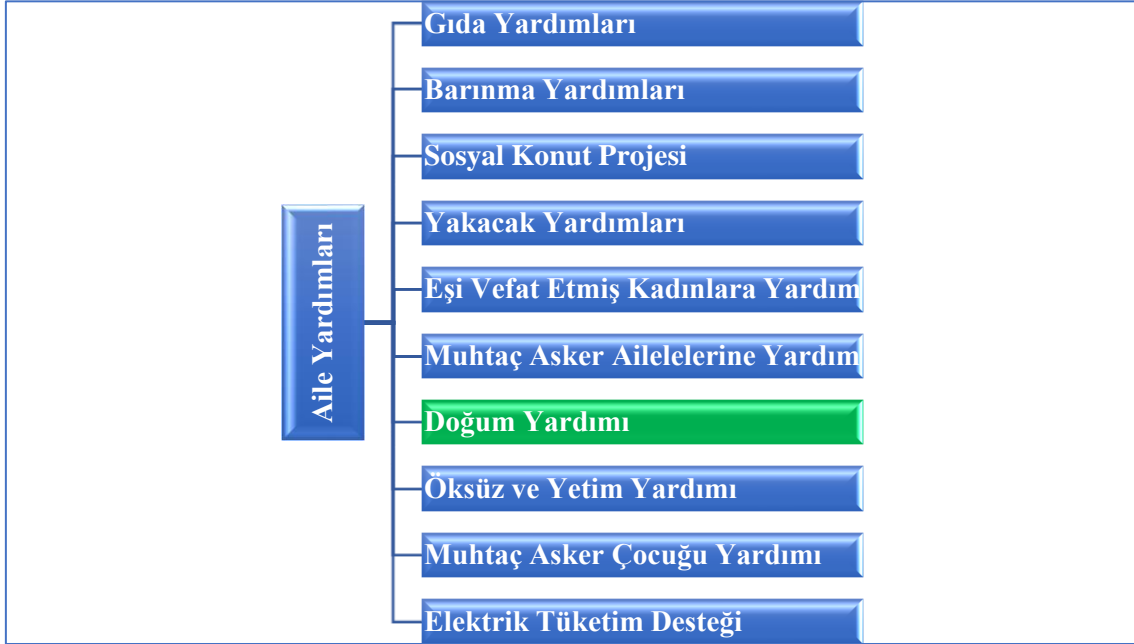 Aile Yardımları
Gıda Yardımları
Barınma Yardımları
Sosyal Konut Projesi
Yakacak Yardımları
Eşi Vefat Etmiş Kadınlara Yardım
Muhtaç Asker Ailelelerine Yardım
Doğum Yardımı
Öksüz ve Yetim Yardımı
Muhtaç Asker Çocuğu Yardımı
Elektrik Tüketim Desteği